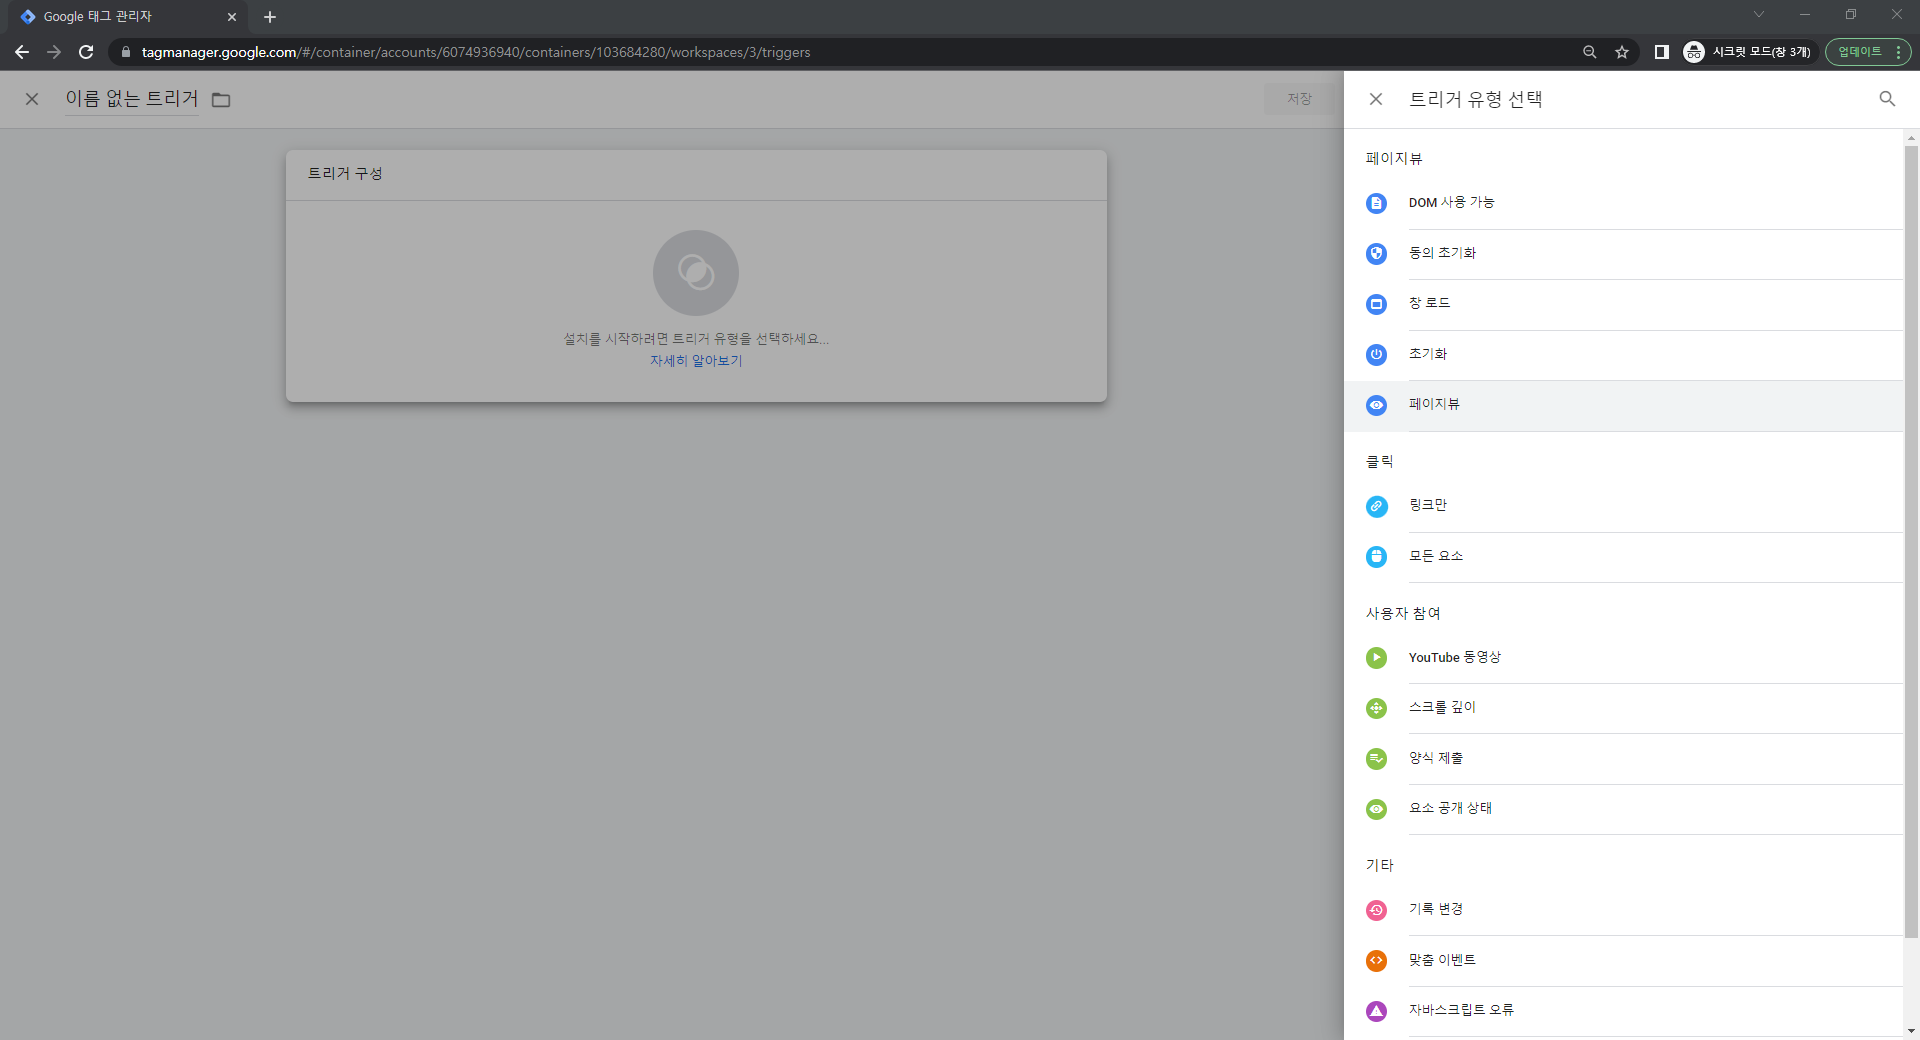 Google 태그 관리자
tagmanager.google.com/#/container/accounts/6074936940/containers/103684280/workspaces/3/triggers
시크릿 모드(창 3개)
업데이트
이름 없는 트리거
저장
트리거 구성
설치를 시작하려면 트리거 유형을 선택하세요...
자세히 알아보기
트리거 유형 선택
페이지뷰
DOM 사용 가능
동의 초기화
창 로드
초기화
페이지뷰
클릭
링크만
모든 요소
사용자 참여
YouTube 동영상
스크롤 깊이
양식 제출
요소 공개 상태
기타
기록 변경
맞춤 이벤트
자바스크립트 오류